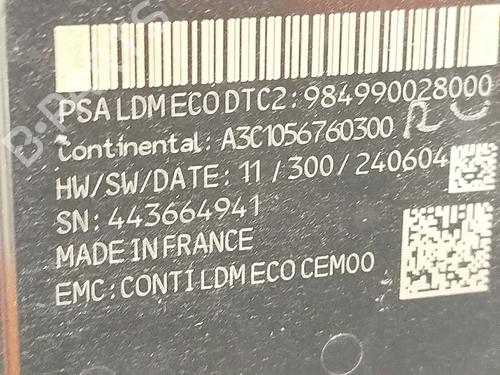 PSA LDM ECO DTC2: 984990028000
Continental: A3C1056760300
HW/SW/DATE: 11 / 300 / 240604
SN: 443664941
MADE IN FRANCE
EMC: CONTI LDM ECO CEM00